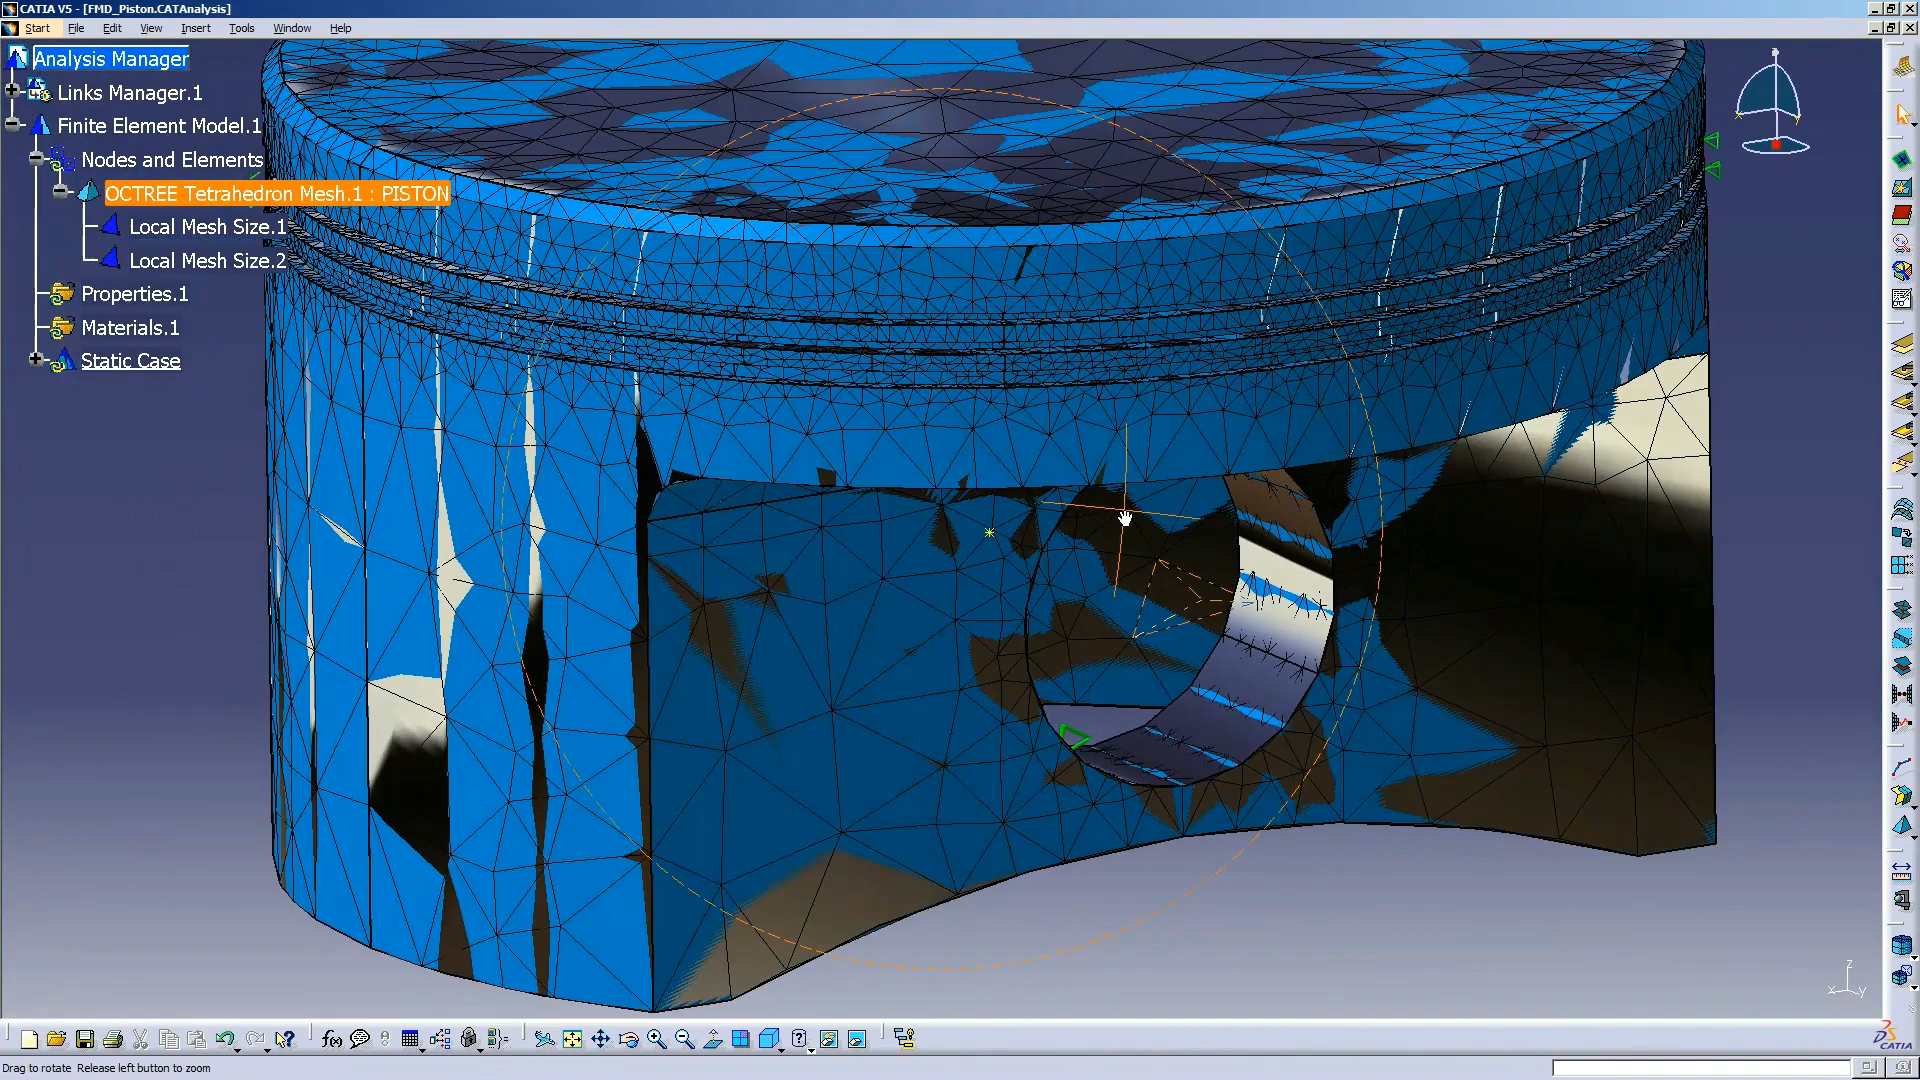 CATIA V5 - [FMD_Piston.CATAnalysis]
Start File Edit View Insert Tools Window Help
Analysis Manager
Links Manager.1
Finite Element Model.1
Nodes and Elements
OCTREE Tetrahedron Mesh.1 : PISTON
Local Mesh Size.1
Local Mesh Size.2
Properties.1
Materials.1
Static Case
z
x y
f(x)
CATIA
Drag to rotate Release left button to zoom